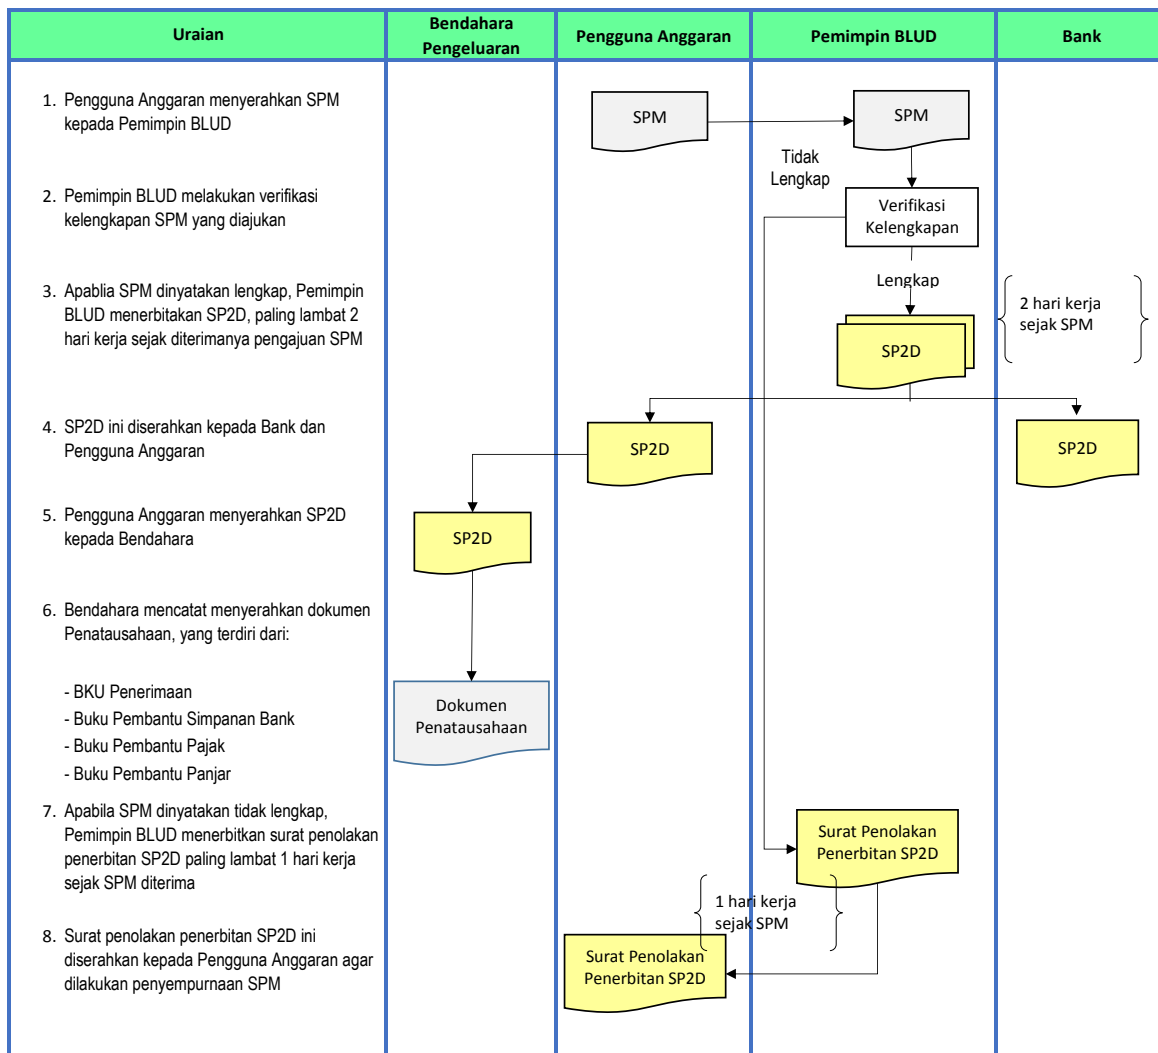 Uraian
Bendahara
Pengeluaran
Pengguna Anggaran
Pemimpin BLUD
Bank
1. Pengguna Anggaran menyerahkan SPM
kepada Pemimpin BLUD
2. Pemimpin BLUD melakukan verifikasi
kelengkapan SPM yang diajukan
3. Apablia SPM dinyatakan lengkap, Pemimpin
BLUD menerbitakan SP2D, paling lambat 2
hari kerja sejak diterimanya pengajuan SPM
4. SP2D ini diserahkan kepada Bank dan
Pengguna Anggaran
5. Pengguna Anggaran menyerahkan SP2D
kepada Bendahara
6. Bendahara mencatat menyerahkan dokumen
Penatausahaan, yang terdiri dari:
- BKU Penerimaan
- Buku Pembantu Simpanan Bank
- Buku Pembantu Pajak
- Buku Pembantu Panjar
7. Apabila SPM dinyatakan tidak lengkap,
Pemimpin BLUD menerbitkan surat penolakan
penerbitan SP2D paling lambat 1 hari kerja
sejak SPM diterima
8. Surat penolakan penerbitan SP2D ini
diserahkan kepada Pengguna Anggaran agar
dilakukan penyempurnaan SPM
SPM
SPM
Tidak
Lengkap
Verifikasi
Kelengkapan
Lengkap
2 hari kerja
sejak SPM
SP2D
SP2D
SP2D
SP2D
Dokumen
Penatausahaan
Surat Penolakan
Penerbitan SP2D
1 hari kerja
sejak SPM
Surat Penolakan
Penerbitan SP2D